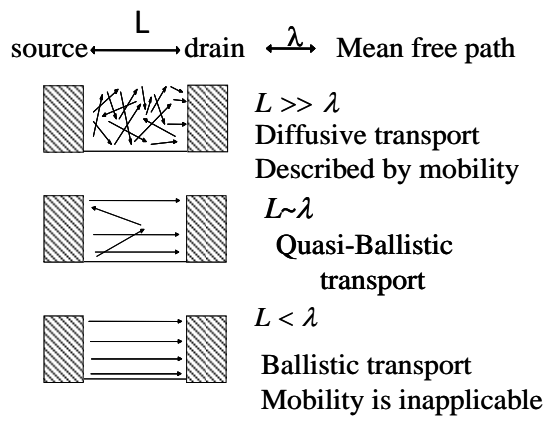 L
source drain λ Mean free path
L >> λ
Diffusive transport
Described by mobility
L~λ
Quasi-Ballistic
transport
L < λ
Ballistic transport
Mobility is inapplicable